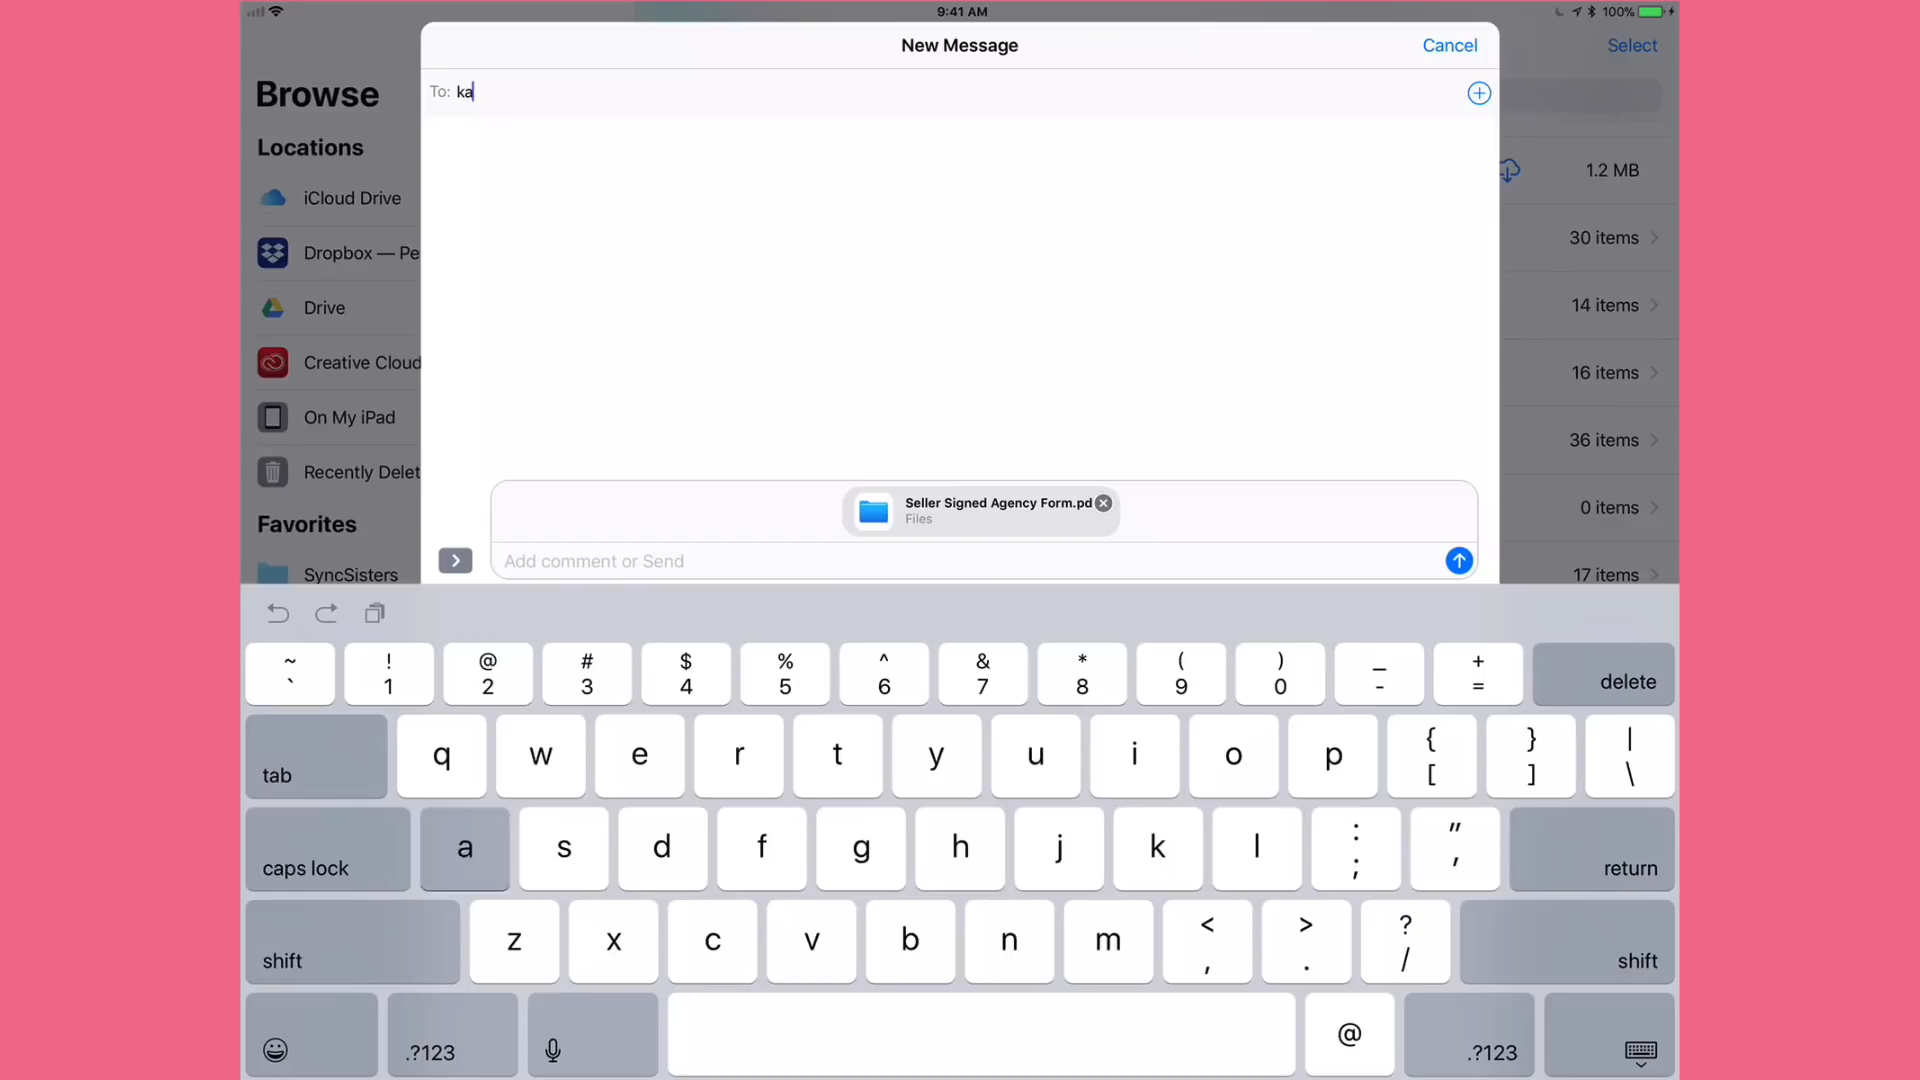 9:41 AM
100%
New Message
Cancel
Select
Browse
To: ka
Locations
iCloud Drive
1.2 MB
Dropbox — Pe
30 items
Drive
14 items
Creative Cloud
16 items
On My iPad
36 items
Recently Delet
0 items
Seller Signed Agency Form.pd
Files
Favorites
Add comment or Send
SyncSisters
17 items
~ ! @ # $ % ^ & * ( ) _ +
` 1 2 3 4 5 6 7 8 9 0 - = delete
tab q w e r t y u i o p { [ } ] | \
caps lock a s d f g h j k l : ; " ' return
shift z x c v b n m < , > . ? / shift
.?123 @ .?123